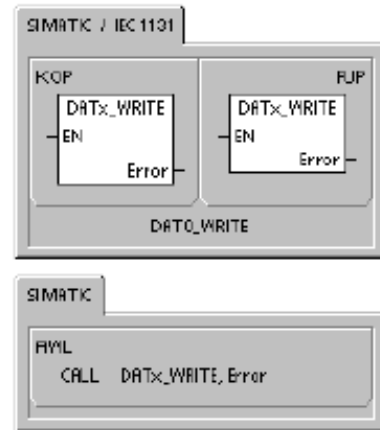 SIMATIC / IEC 1131
KOP
FUP
DATx_WRITE
EN
Error
DATx_WRITE
EN
Error
DAT0_WRITE
SIMATIC
AWL
CALL DATx_WRITE, Error